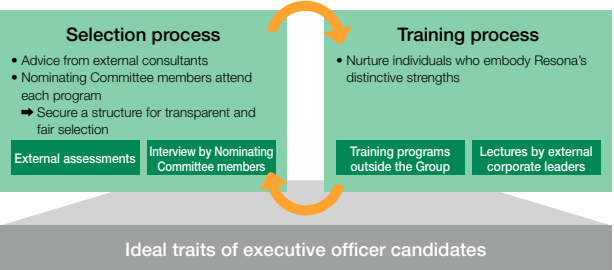 Selection process
• Advice from external consultants
• Nominating Committee members attend
each program
➡ Secure a structure for transparent and
fair selection
External assessments
Interview by Nominating
Committee members
Training process
• Nurture individuals who embody Resona's
distinctive strengths
Training programs
outside the Group
Lectures by external
corporate leaders
Ideal traits of executive officer candidates